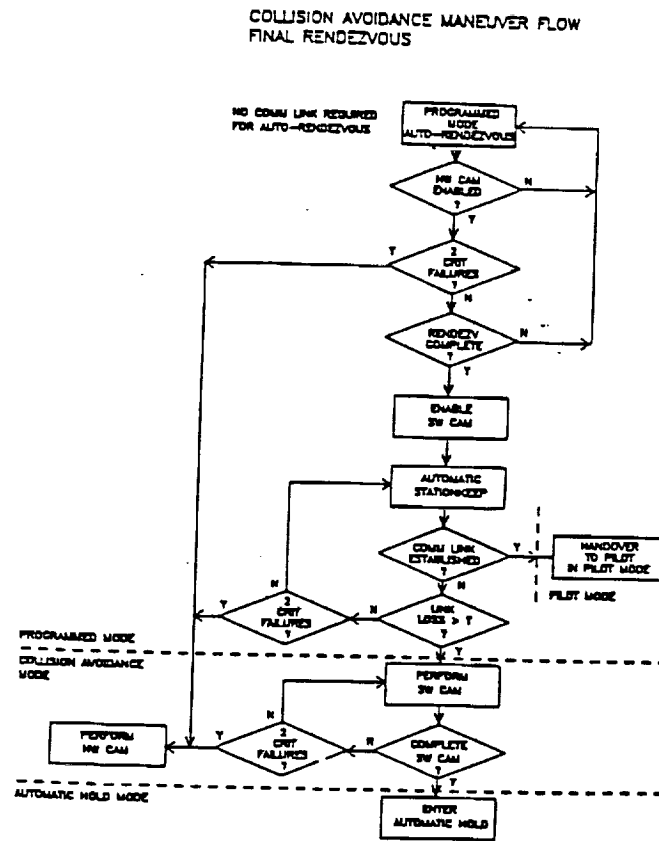 COLLISION AVOIDANCE MANEUVER FLOW
FINAL RENDEZVOUS
NO COMM LINK REQUIRED
FOR AUTO-RENDEZVOUS
PROGRAMMED
MODE
AUTO-RENDEZVOUS
HW CAM
ENABLED
?
N
Y
2
CRIT
FAILURES
?
Y
N
RENDEZV
COMPLETE
?
N
Y
ENABLE
SW CAM
AUTOMATIC
STATIONKEEP
COMM LINK
ESTABLISHED
?
Y
N
HANDOVER
TO PILOT
IN PILOT MODE
PILOT MODE
LINK
LOSS > T
?
N
Y
2
CRIT
FAILURES
?
N
Y
PROGRAMMED MODE
COLLISION AVOIDANCE
MODE
PERFORM
SW CAM
COMPLETE
SW CAM
?
N
Y
2
CRIT
FAILURES
?
N
Y
PERFORM
HW CAM
AUTOMATIC HOLD MODE
ENTER
AUTOMATIC HOLD